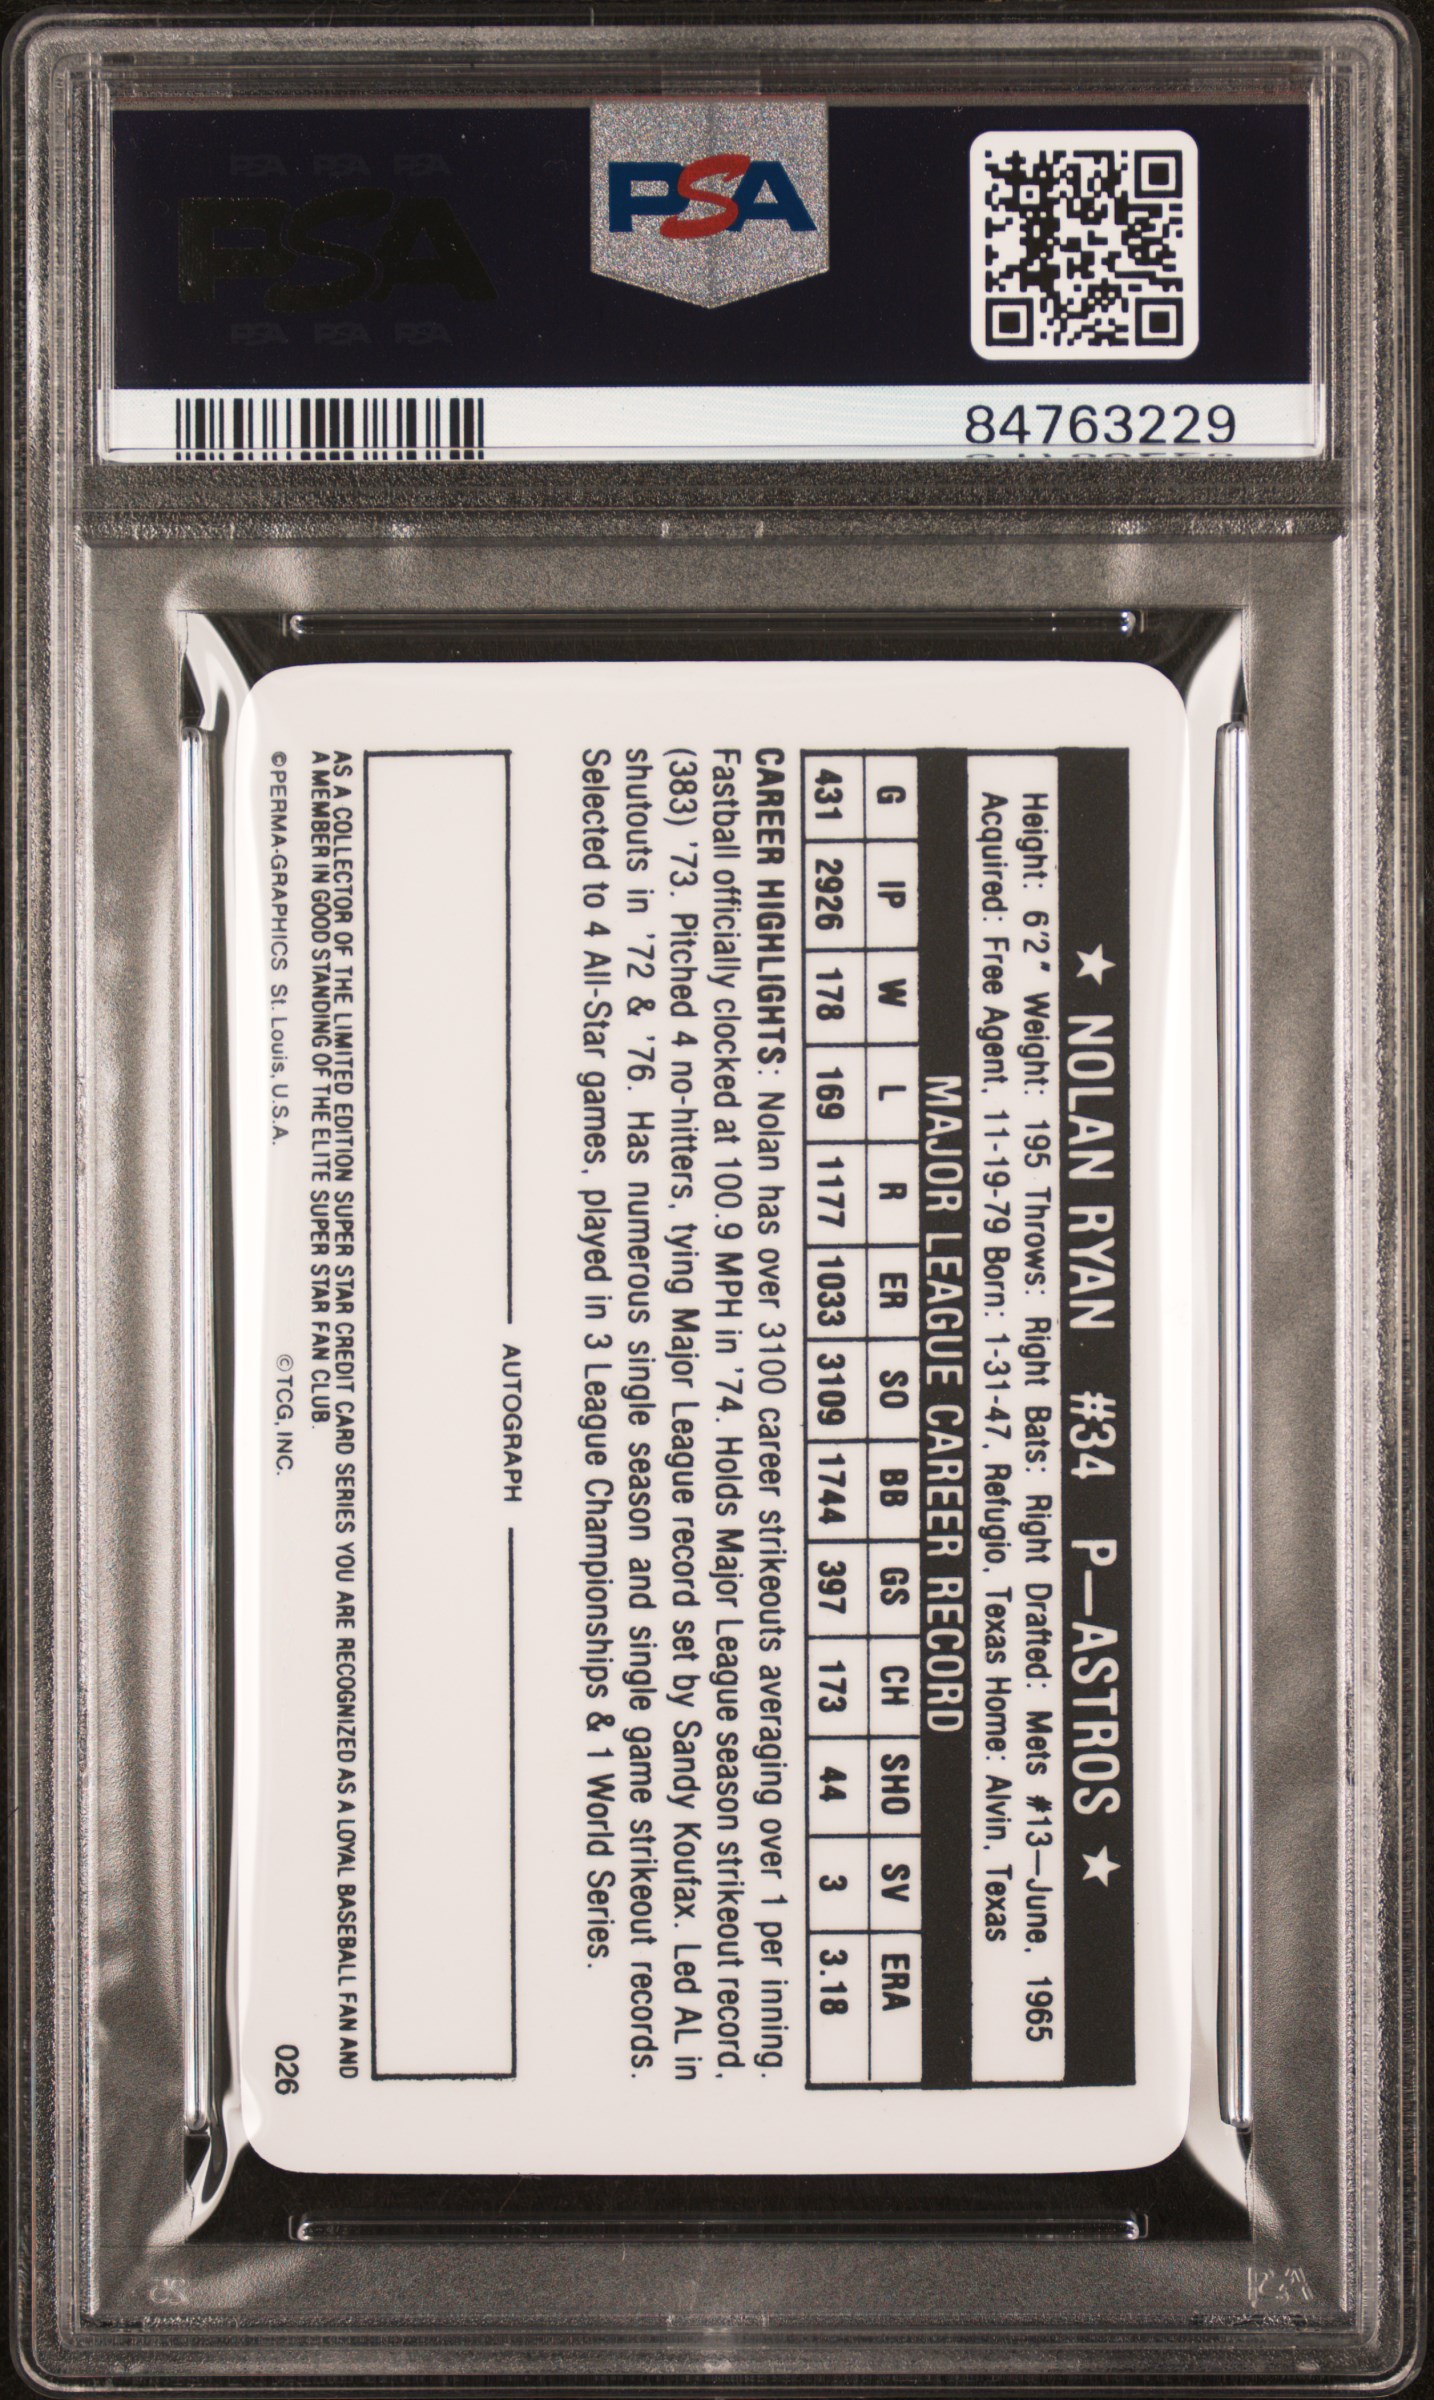 PSA PSA PSA
PSA
PSA PSA PSA
PSA
84763229
★ NOLAN RYAN #34 P—ASTROS ★
Height: 6'2" Weight: 195 Throws: Right Bats: Right Drafted: Mets #13—June, 1965
Acquired: Free Agent, 11-19-79 Born: 1-31-47, Refugio, Texas Home: Alvin, Texas
MAJOR LEAGUE CAREER RECORD
G IP W L R ER SO BB GS CH SHO SV ERA
431 2926 178 169 1177 1033 3109 1744 397 173 44 3 3.18
CAREER HIGHLIGHTS: Nolan has over 3100 career strikeouts averaging over 1 per inning.
Fastball officially clocked at 100.9 MPH in '74. Holds Major League season strikeout record,
(383) '73. Pitched 4 no-hitters, tying Major League record set by Sandy Koufax. Led AL in
shutouts in '72 & '76. Has numerous single season and single game strikeout records.
Selected to 4 All-Star games, played in 3 League Championships & 1 World Series.
AUTOGRAPH
AS A COLLECTOR OF THE LIMITED EDITION SUPER STAR CREDIT CARD SERIES YOU ARE RECOGNIZED AS A LOYAL BASEBALL FAN AND
A MEMBER IN GOOD STANDING OF THE ELITE SUPER STAR FAN CLUB.
©PERMA-GRAPHICS St. Louis, U.S.A. ©TCG, INC. 026